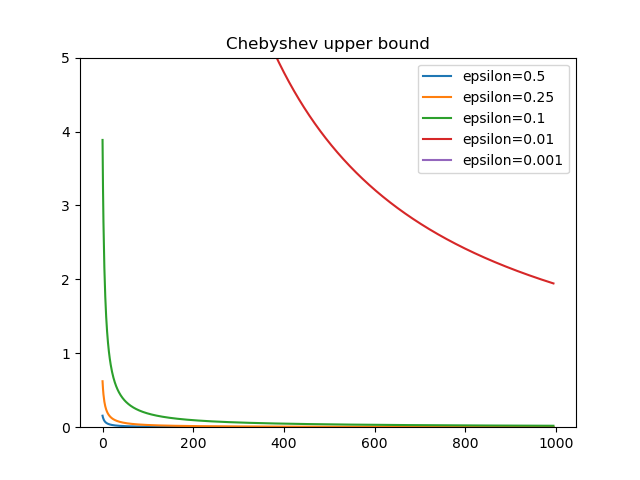 Chebyshev upper bound
5
4
3
2
1
0
0 200 400 600 800 1000
epsilon=0.5
epsilon=0.25
epsilon=0.1
epsilon=0.01
epsilon=0.001